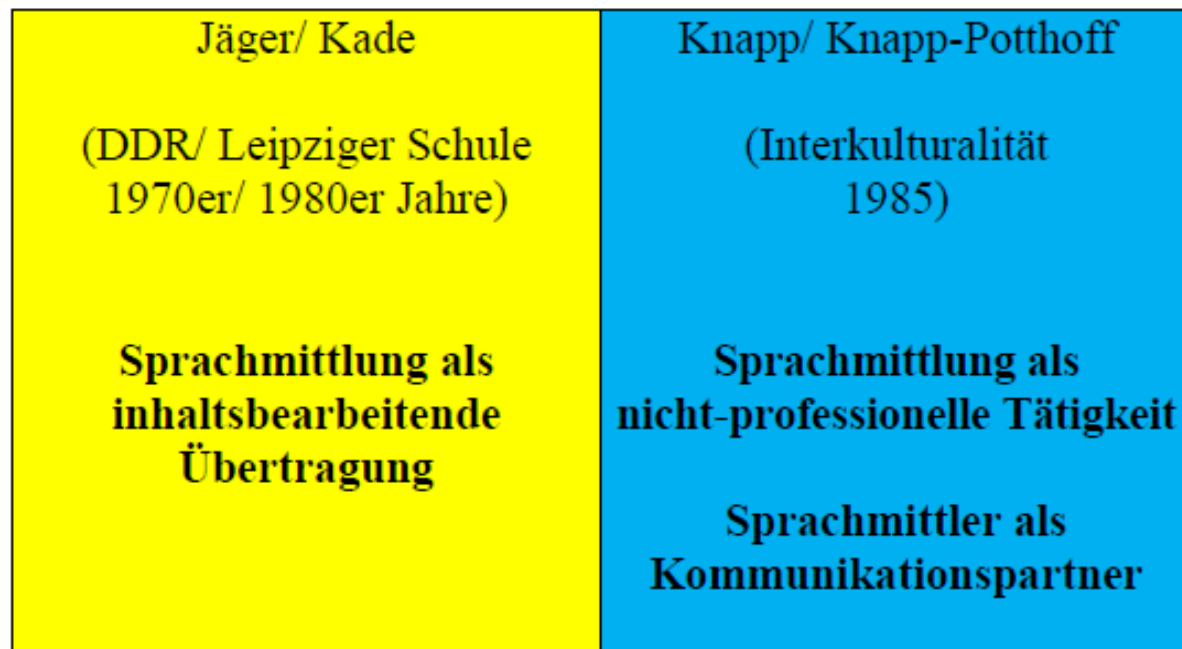 Jäger/ Kade
(DDR/ Leipziger Schule
1970er/ 1980er Jahre)
Sprachmittlung als
inhaltsbearbeitende
Übertragung
Knapp/ Knapp-Potthoff
(Interkulturalität
1985)
Sprachmittlung als
nicht-professionelle Tätigkeit
Sprachmittler als
Kommunikationspartner